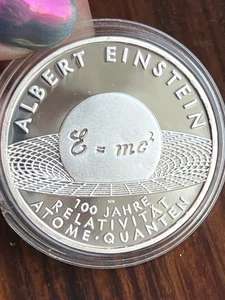 ALBERT EINSTEIN
E = mc²
100 JAHRE
RELATIVITÄT
ATOME · QUANTEN